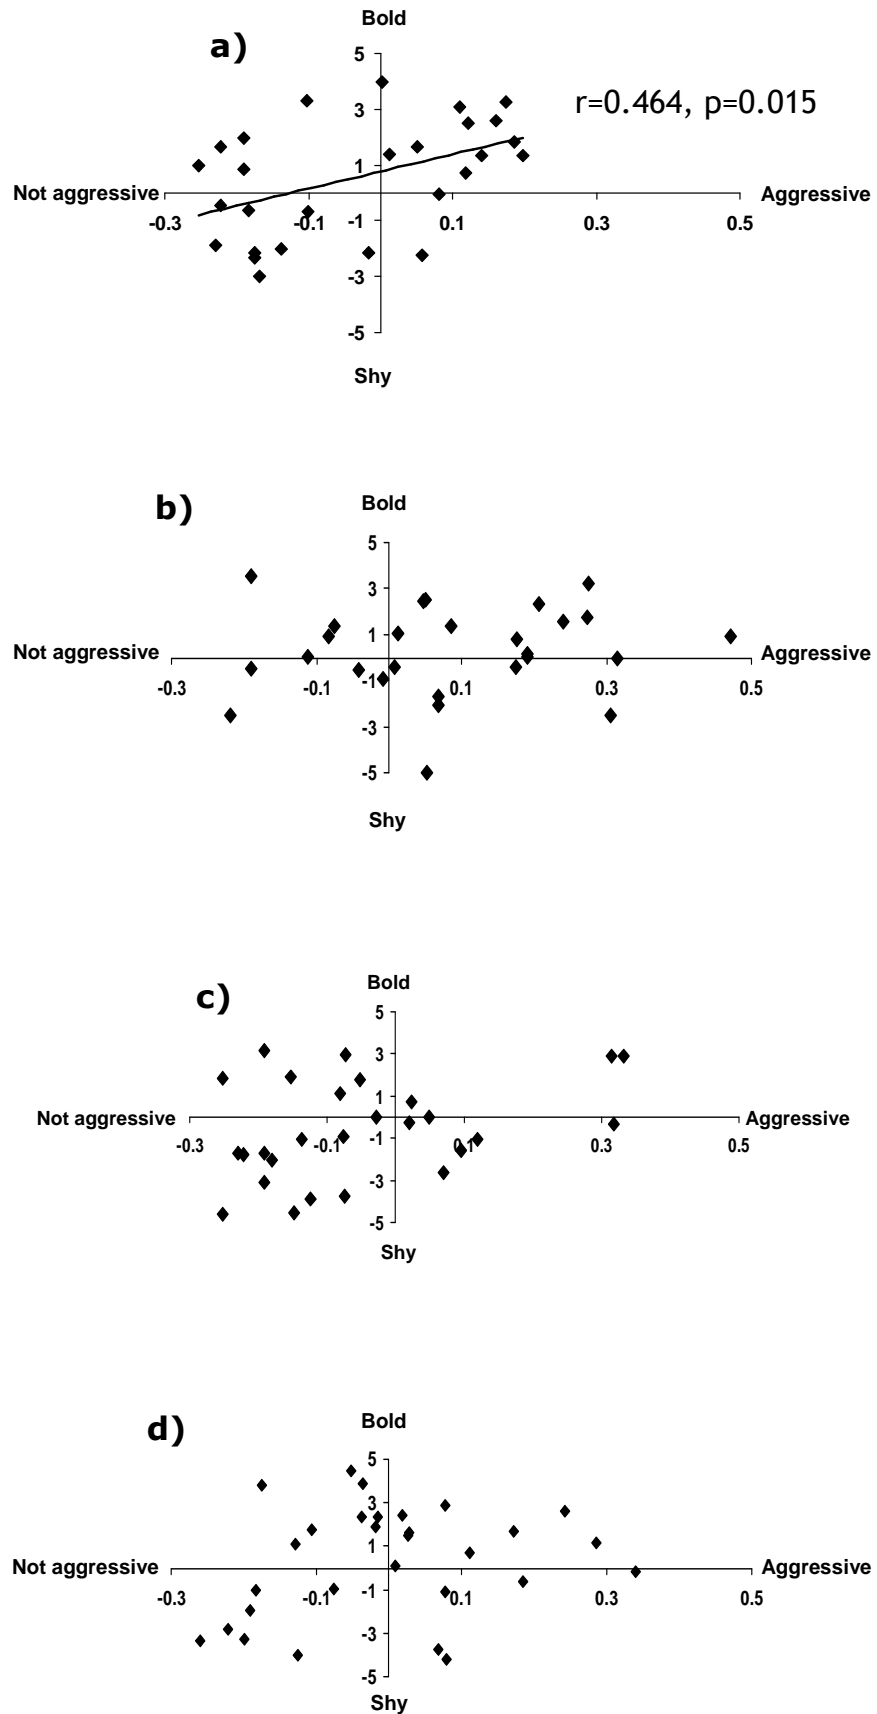 Bold
a)
5
3
r=0.464, p=0.015
1
Not aggressive
Aggressive
-0.3 -0.1 -1 0.1 0.3 0.5
-3
-5
Shy
Bold
b)
5
3
1
Not aggressive
Aggressive
-0.3 -0.1 -1 0.1 0.3 0.5
-3
-5
Shy
Bold
c)
5
3
1
Not aggressive
Aggressive
-0.3 -0.1 -1 0.1 0.3 0.5
-3
-5
Shy
Bold
d)
5
3
1
Not aggressive
Aggressive
-0.3 -0.1 -1 0.1 0.3 0.5
-3
-5
Shy